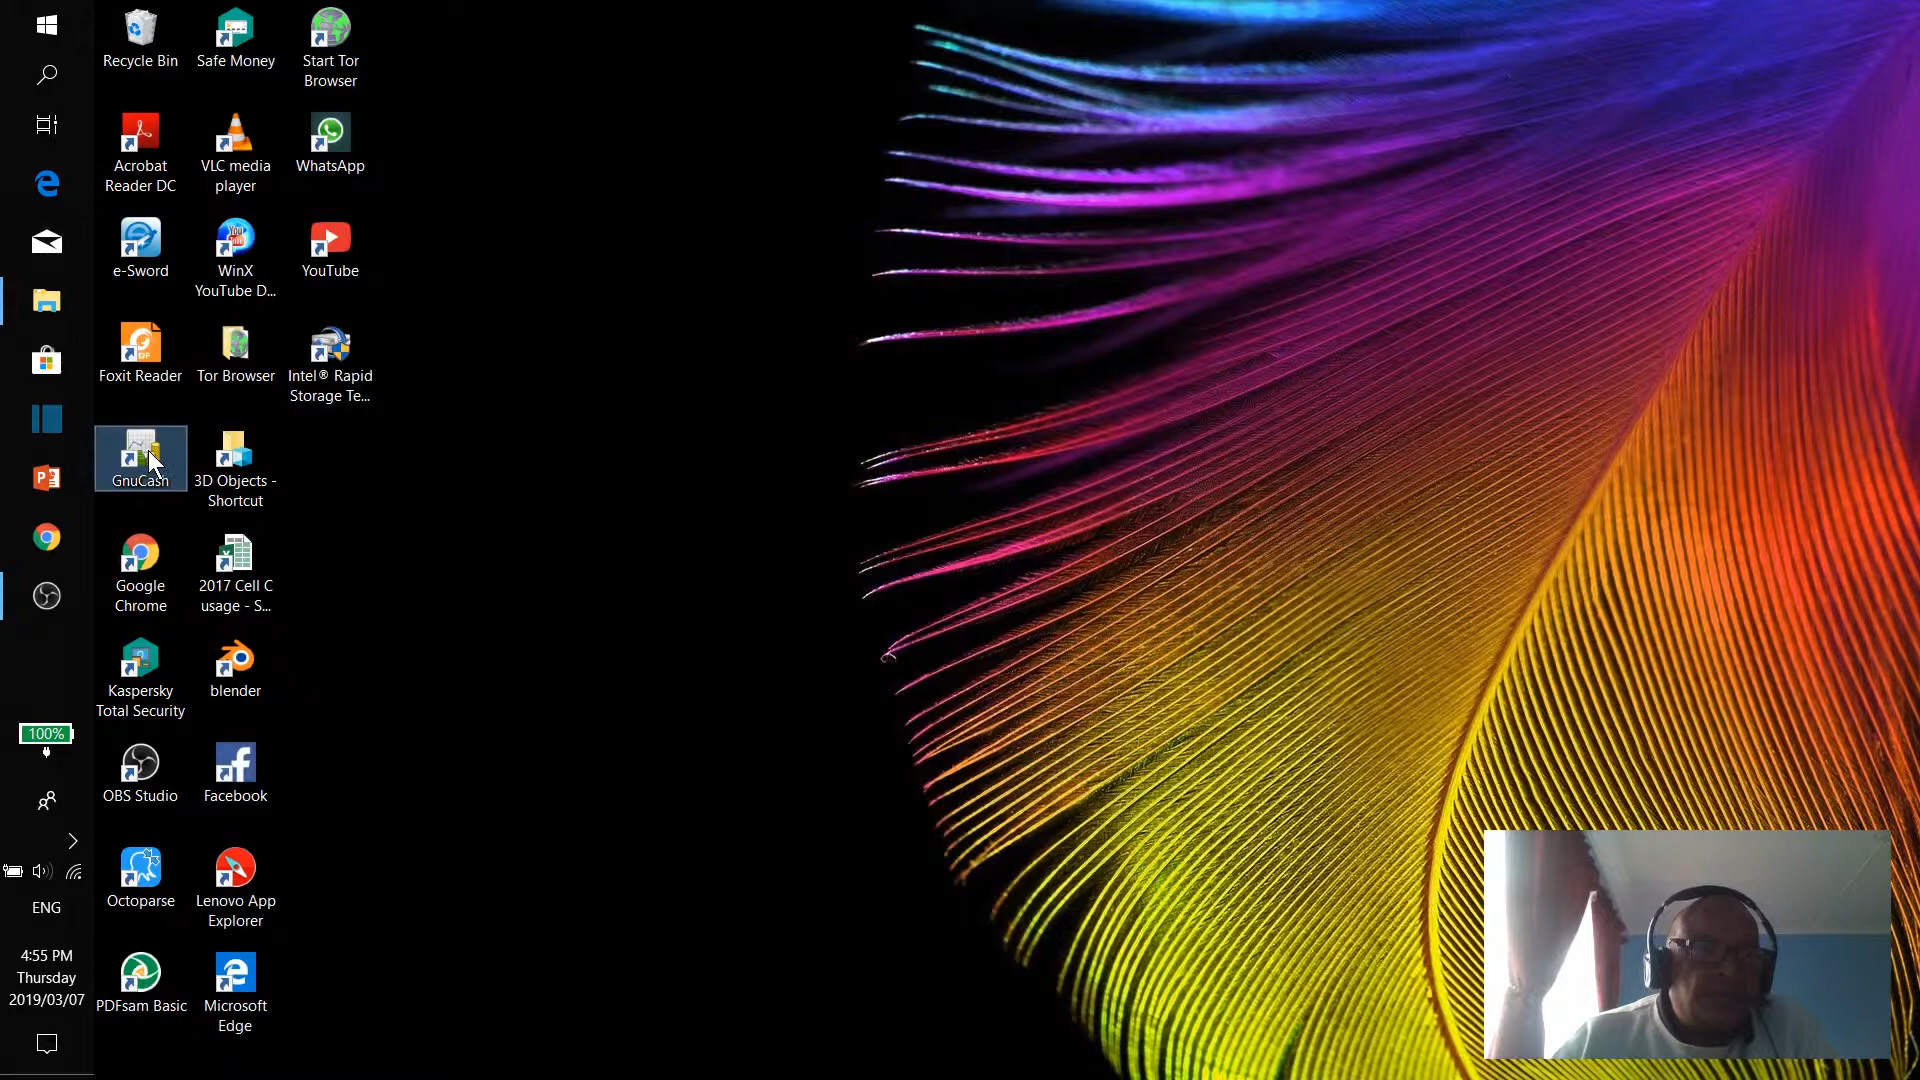 Recycle Bin
Safe Money
Start Tor
Browser
Acrobat
Reader DC
VLC media
player
WhatsApp
e-Sword
WinX
YouTube D...
YouTube
Foxit Reader
Tor Browser
Intel® Rapid
Storage Te...
GnuCash
3D Objects -
Shortcut
Google
Chrome
2017 Cell C
usage - S...
Kaspersky
Total Security
blender
OBS Studio
Facebook
Octoparse
Lenovo App
Explorer
PDFsam Basic
Microsoft
Edge
100%
ENG
4:55 PM
Thursday
2019/03/07